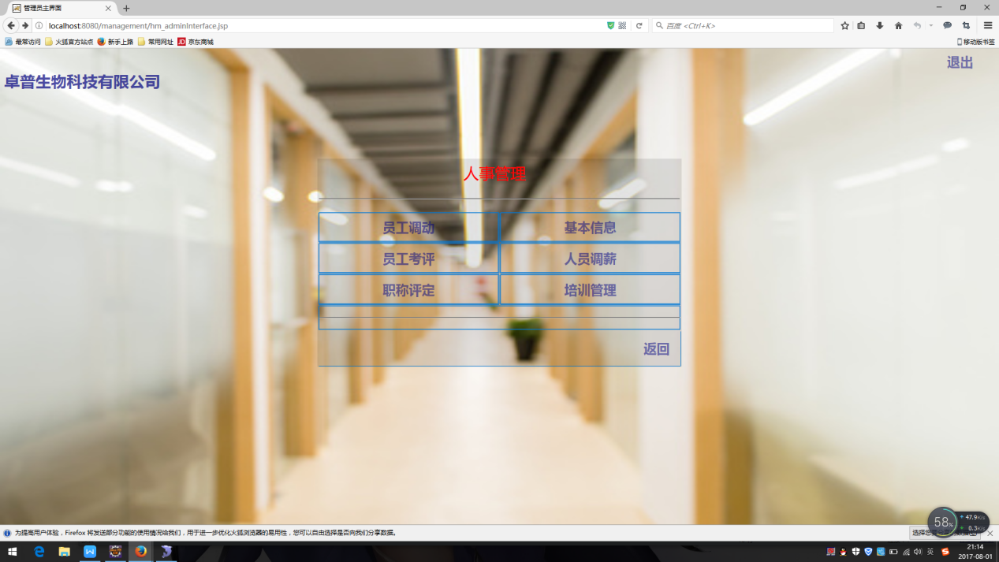 管理员主界面
localhost:8080/management/hm_adminInterface.jsp
百度 <Ctrl+K>
最常访问 火狐官方站点 新手上路 常用网址 JD 京东商城
移动版书签
退出
卓普生物科技有限公司
人事管理
员工调动 基本信息
员工考评 人员调薪
职称评定 培训管理
返回
58% 47.9K/s
0.3K/s
为提高用户体验，Firefox 将发送部分功能的使用情况给我们，用于进一步优化火狐浏览器的易用性，您可以自由选择是否向我们分享数据。
英
21:14
2017-08-01